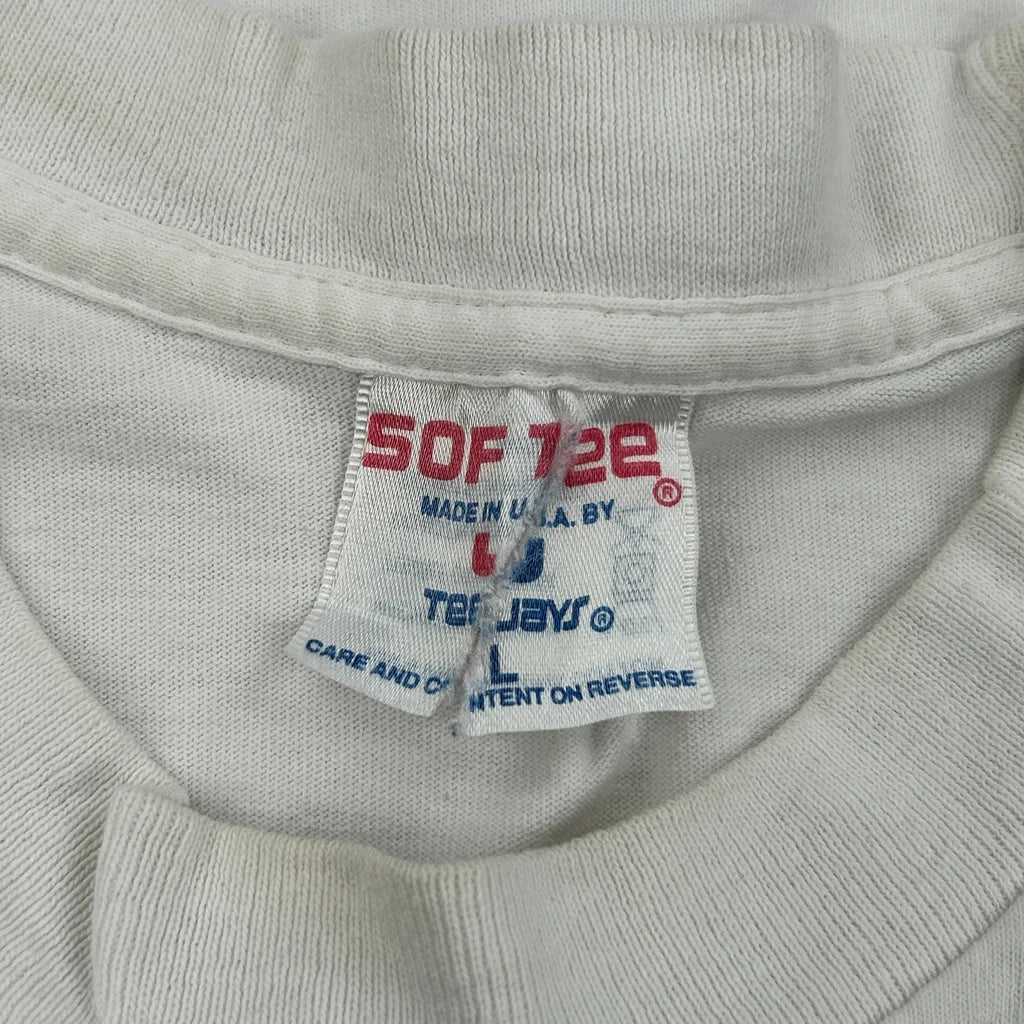 SOF Tee ®
MADE IN U.S.A. BY
Tee Jays ®
L
CARE AND CONTENT ON REVERSE